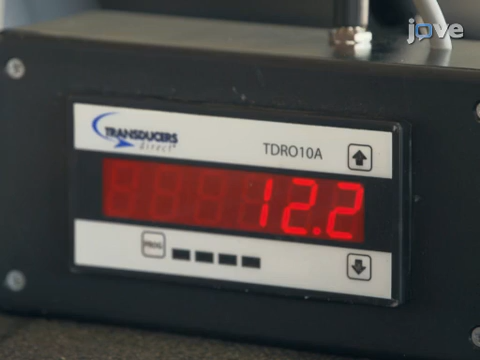 jove
TRANSDUCERS
direct
TDRO10A
12.2
PROG